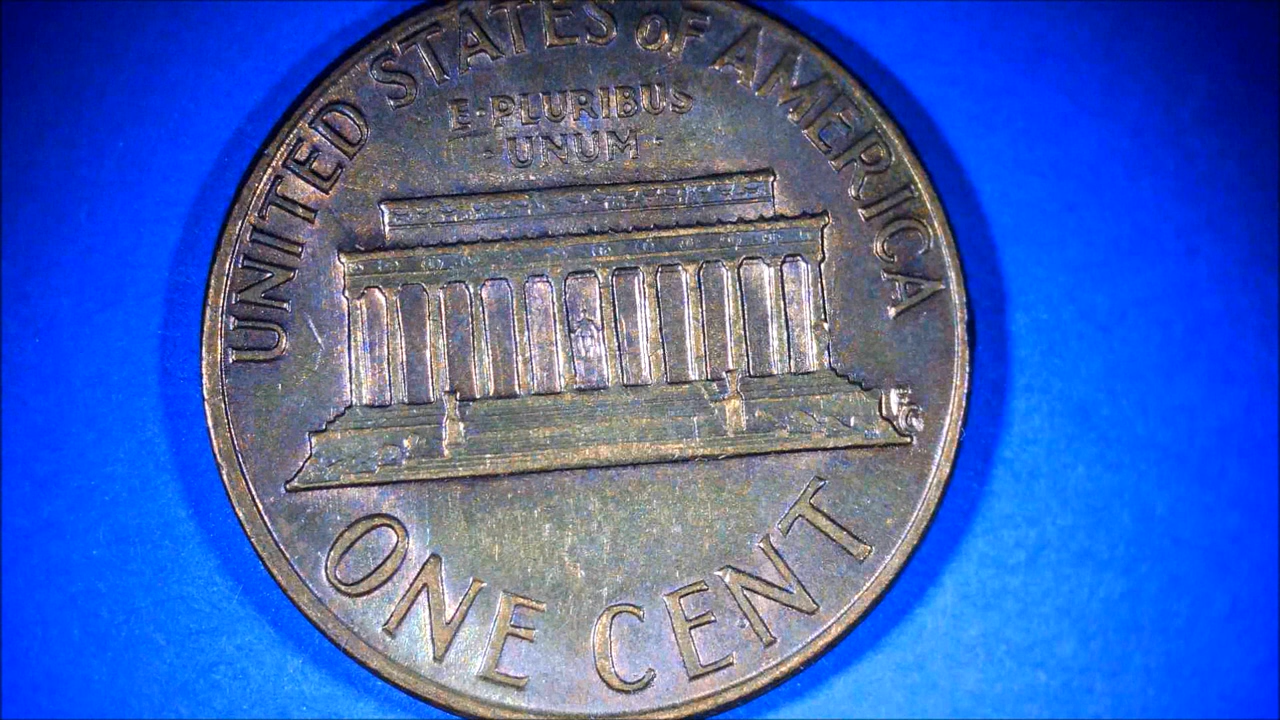 UNITED STATES OF AMERICA
E·PLURIBUS
·UNUM·
ONE CENT